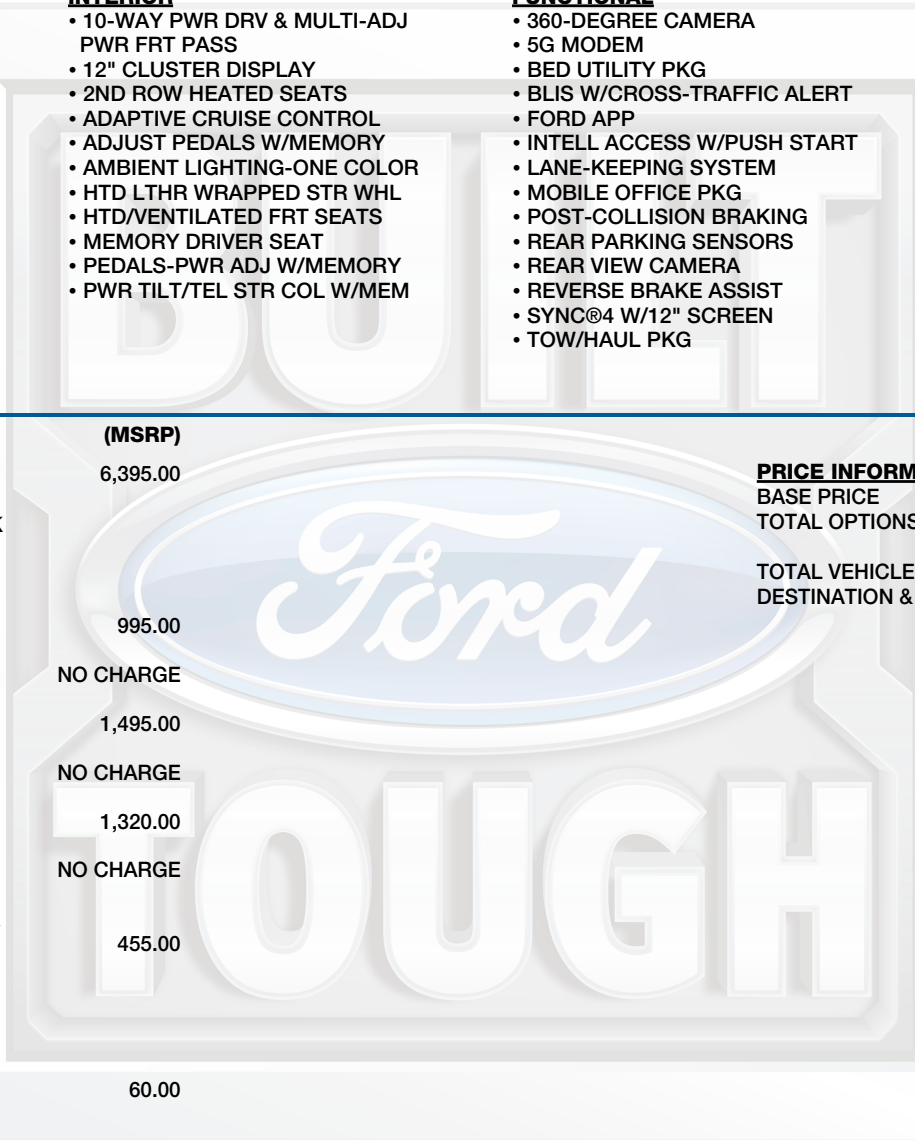 INTERIOR
• 10-WAY PWR DRV & MULTI-ADJ
PWR FRT PASS
• 12" CLUSTER DISPLAY
• 2ND ROW HEATED SEATS
• ADAPTIVE CRUISE CONTROL
• ADJUST PEDALS W/MEMORY
• AMBIENT LIGHTING-ONE COLOR
• HTD LTHR WRAPPED STR WHL
• HTD/VENTILATED FRT SEATS
• MEMORY DRIVER SEAT
• PEDALS-PWR ADJ W/MEMORY
• PWR TILT/TEL STR COL W/MEM
FUNCTIONAL
• 360-DEGREE CAMERA
• 5G MODEM
• BED UTILITY PKG
• BLIS W/CROSS-TRAFFIC ALERT
• FORD APP
• INTELL ACCESS W/PUSH START
• LANE-KEEPING SYSTEM
• MOBILE OFFICE PKG
• POST-COLLISION BRAKING
• REAR PARKING SENSORS
• REAR VIEW CAMERA
• REVERSE BRAKE ASSIST
• SYNC®4 W/12" SCREEN
• TOW/HAUL PKG
BUILT
Ford
TOUGH
(MSRP)
6,395.00
995.00
NO CHARGE
1,495.00
NO CHARGE
1,320.00
NO CHARGE
455.00
60.00
PRICE INFORM
BASE PRICE
TOTAL OPTIONS
TOTAL VEHICLE
DESTINATION &